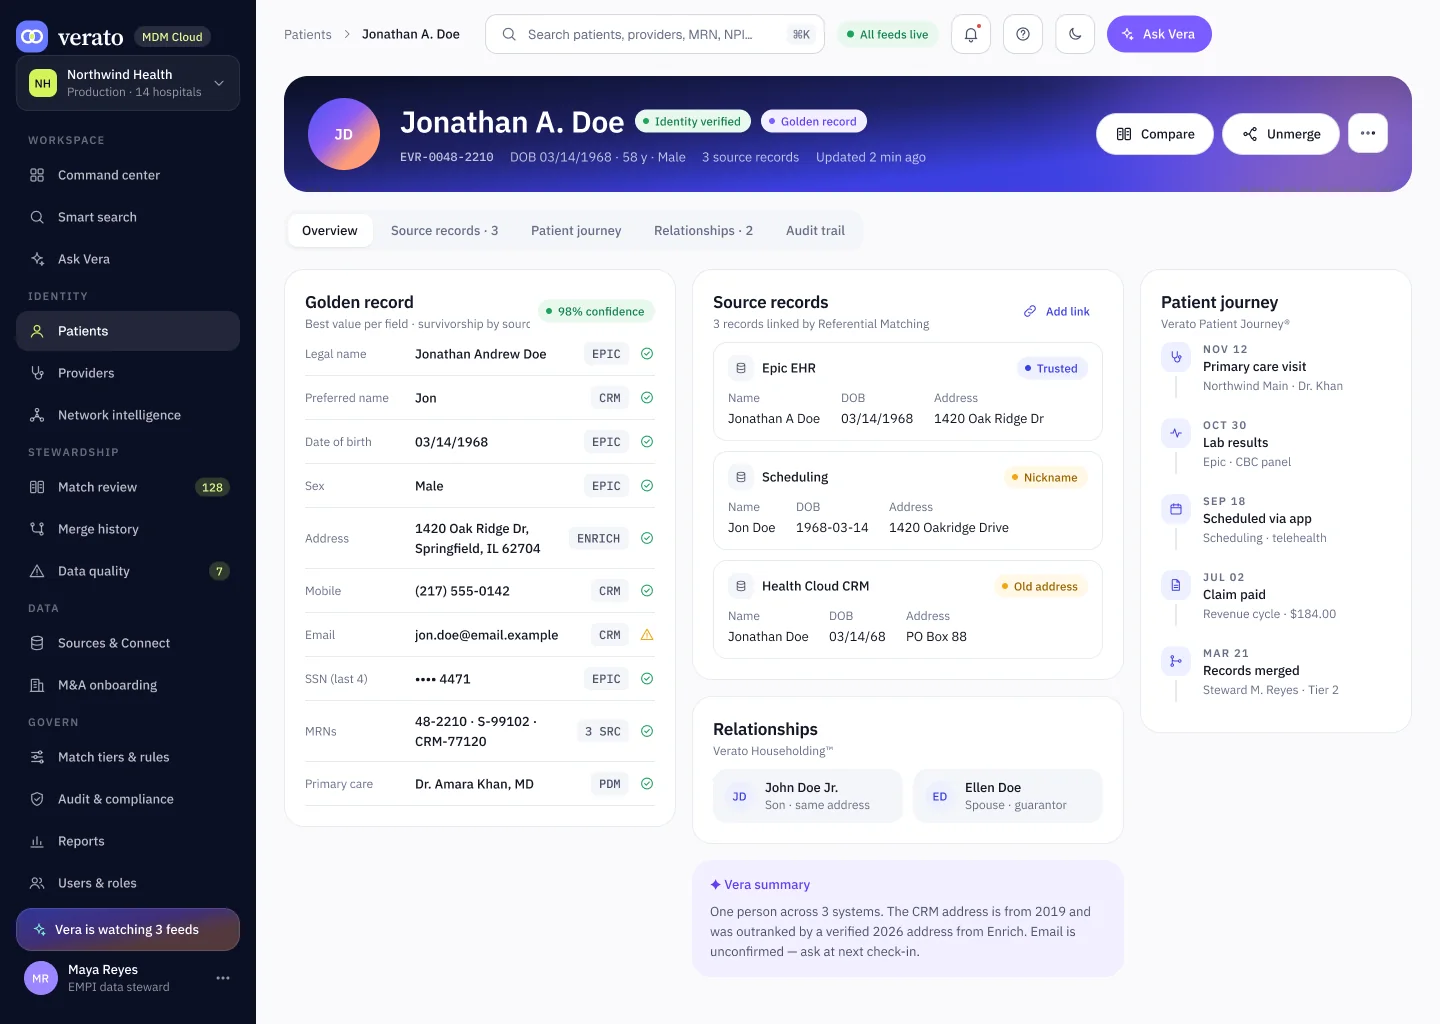 verato
MDM Cloud
NH
Northwind Health
Production · 14 hospitals
WORKSPACE
Command center
Smart search
Ask Vera
IDENTITY
Patients
Providers
Network intelligence
STEWARDSHIP
Match review 128
Merge history
Data quality 7
DATA
Sources & Connect
M&A onboarding
GOVERN
Match tiers & rules
Audit & compliance
Reports
Users & roles
Vera is watching 3 feeds
MR
Maya Reyes
EMPI data steward
Patients
Jonathan A. Doe
Search patients, providers, MRN, NPI...
⌘K
All feeds live
Ask Vera
JD
Jonathan A. Doe
Identity verified
Golden record
EVR-0048-2210 DOB 03/14/1968 · 58 y · Male 3 source records Updated 2 min ago
Compare
Unmerge
Overview
Source records · 3
Patient journey
Relationships · 2
Audit trail
Golden record
Best value per field · survivorship by sourc
98% confidence
Legal name Jonathan Andrew Doe EPIC
Preferred name Jon CRM
Date of birth 03/14/1968 EPIC
Sex Male EPIC
Address 1420 Oak Ridge Dr,
Springfield, IL 62704 ENRICH
Mobile (217) 555-0142 CRM
Email jon.doe@email.example CRM
SSN (last 4) •••• 4471 EPIC
MRNs 48-2210 · S-99102 ·
CRM-77120 3 SRC
Primary care Dr. Amara Khan, MD PDM
Source records
3 records linked by Referential Matching
Add link
Epic EHR
Trusted
Name DOB Address
Jonathan A Doe 03/14/1968 1420 Oak Ridge Dr
Scheduling
Nickname
Name DOB Address
Jon Doe 1968-03-14 1420 Oakridge Drive
Health Cloud CRM
Old address
Name DOB Address
Jonathan Doe 03/14/68 PO Box 88
Relationships
Verato Householding™
JD
John Doe Jr.
Son · same address
ED
Ellen Doe
Spouse · guarantor
✦ Vera summary
One person across 3 systems. The CRM address is from 2019 and
was outranked by a verified 2026 address from Enrich. Email is
unconfirmed — ask at next check-in.
Patient journey
Verato Patient Journey®
NOV 12
Primary care visit
Northwind Main · Dr. Khan
OCT 30
Lab results
Epic · CBC panel
SEP 18
Scheduled via app
Scheduling · telehealth
JUL 02
Claim paid
Revenue cycle · $184.00
MAR 21
Records merged
Steward M. Reyes · Tier 2